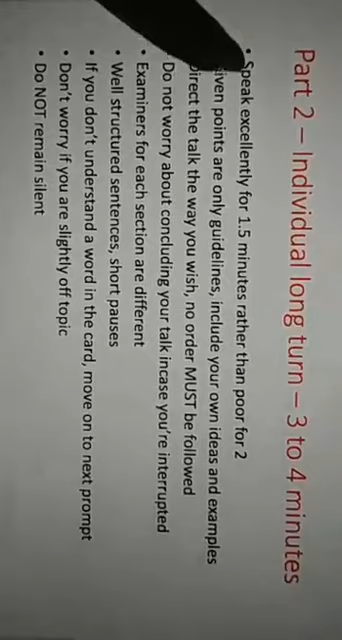 Part 2 – Individual long turn – 3 to 4 minutes
• Speak excellently for 1.5 minutes rather than poor for 2
points are only guidelines, include your own ideas and examples
Direct the talk the way you wish, no order MUST be followed
Do not worry about concluding your talk incase you're interrupted
• Examiners for each section are different
• Well structured sentences, short pauses
• If you don't understand a word in the card, move on to next prompt
• Don't worry if you are slightly off topic
• Do NOT remain silent